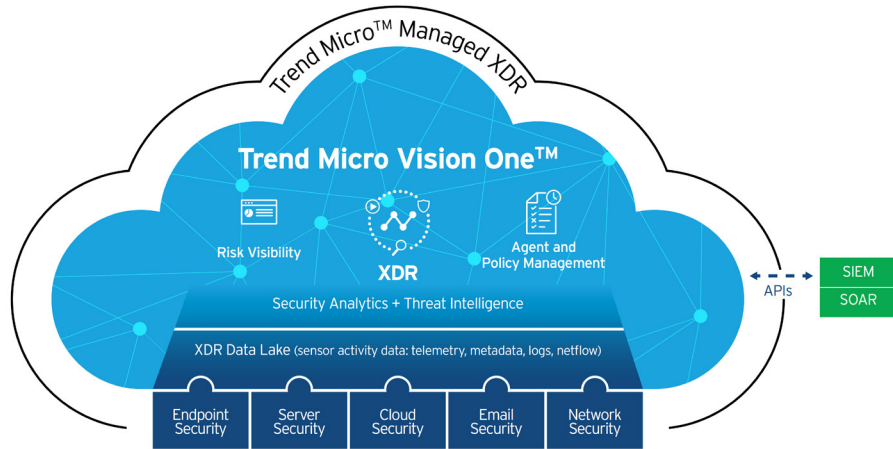 Trend Micro™ Managed XDR
Trend Micro Vision One™
Risk Visibility
XDR
Agent and
Policy Management
Security Analytics + Threat Intelligence
XDR Data Lake (sensor activity data: telemetry, metadata, logs, netflow)
Endpoint
Security
Server
Security
Cloud
Security
Email
Security
Network
Security
APIs
SIEM
SOAR